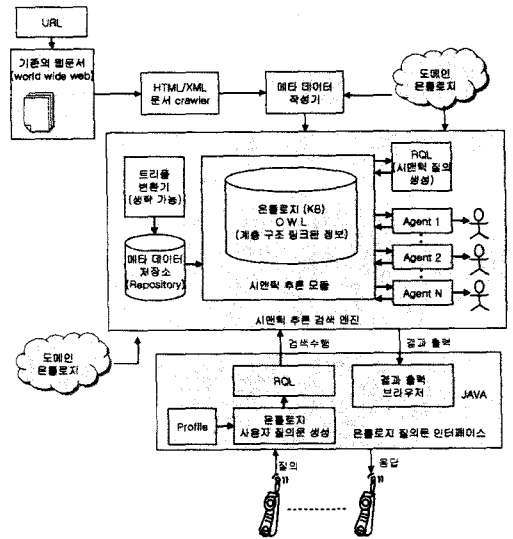 URL
기존의 웹문서
(world wide web)
HTML/XML
문서 crawler
메타 데이터
작성기
도메인
온톨로지
트리플
변환기
(생략 가능)
메타 데이터
저장소
(Repository)
온톨로지 (KB)
O W L
(계층 구조 링크된 정보)
시맨틱 추론 모듈
RQL
(시맨틱 질의
생성)
Agent 1
Agent 2
Agent N
시맨틱 추론 검색 엔진
도메인
온톨로지
검색수행
결과 출력
RQL
결과 출력
브라우저
JAVA
Profile
온톨로지
사용자 질의문 생성
온톨로지 질의문 인터페이스
질의
응답